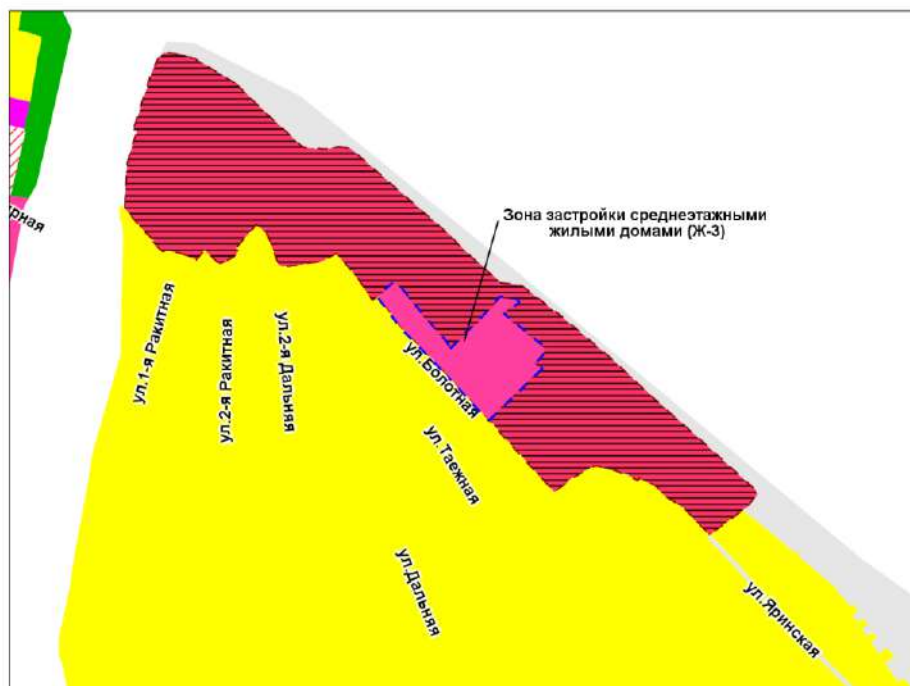 Зона застройки среднеэтажными
жилыми домами (Ж-3)
ул.1-я Ракитная
ул.2-я Ракитная
ул.2-я Дальняя
ул.Болотная
ул.Таежная
ул.Дальняя
ул.Яринская